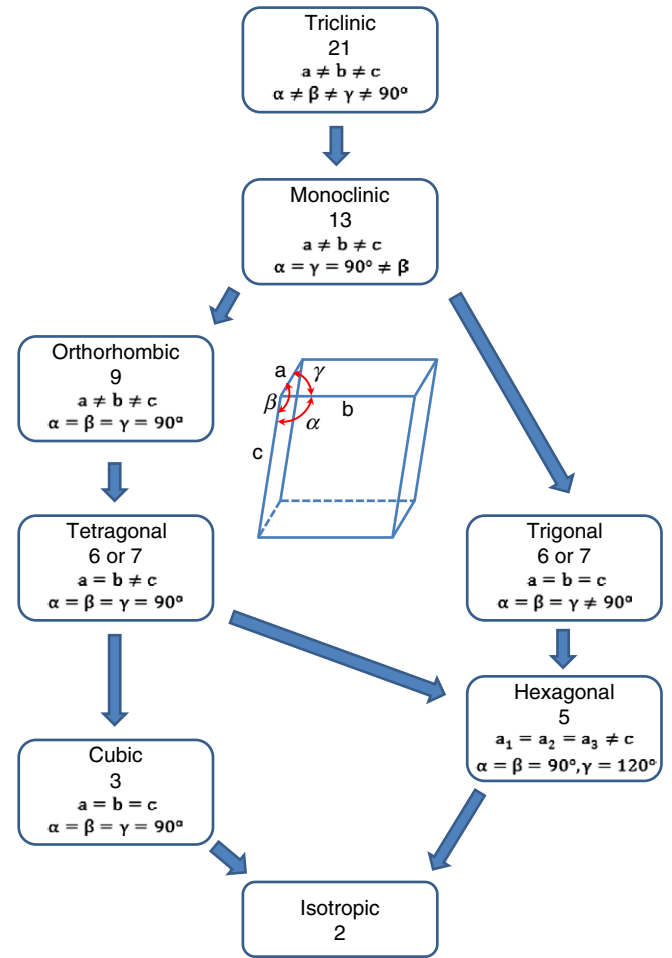 Triclinic
21
a ≠ b ≠ c
α ≠ β ≠ γ ≠ 90°
Monoclinic
13
a ≠ b ≠ c
α = γ = 90° ≠ β
Orthorhombic
9
a ≠ b ≠ c
α = β = γ = 90°
a
γ
β
b
α
c
Tetragonal
6 or 7
a = b ≠ c
α = β = γ = 90°
Trigonal
6 or 7
a = b = c
α = β = γ ≠ 90°
Hexagonal
5
a₁ = a₂ = a₃ ≠ c
α = β = 90°, γ = 120°
Cubic
3
a = b = c
α = β = γ = 90°
Isotropic
2